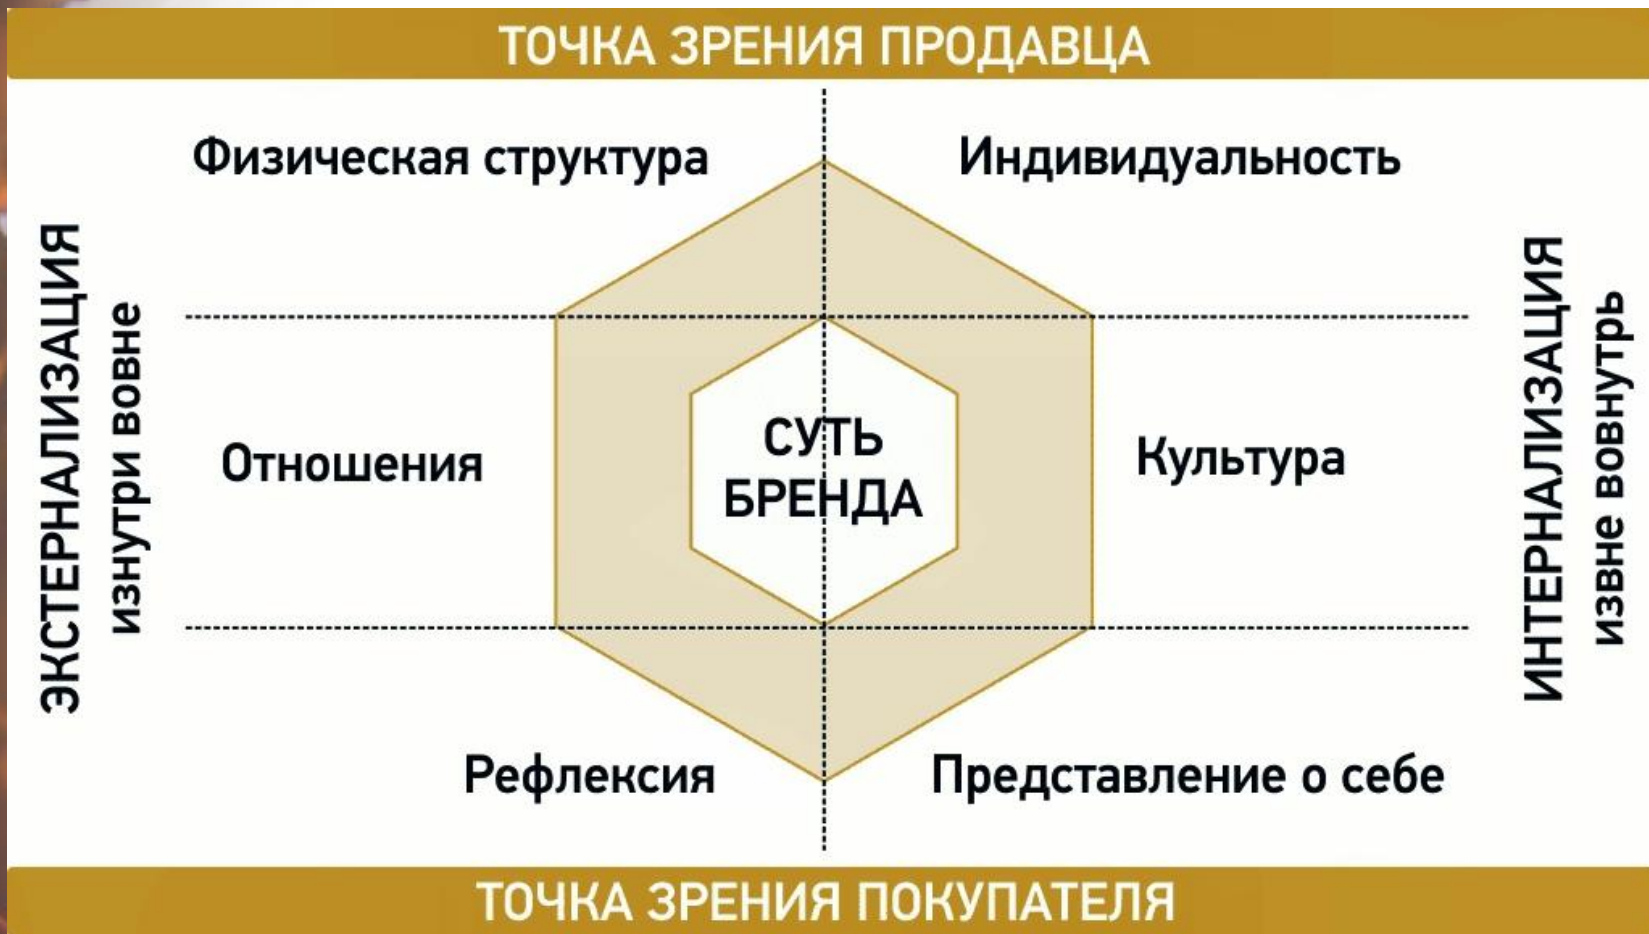 ТОЧКА ЗРЕНИЯ ПРОДАВЦА
Физическая структура
Индивидуальность
ЭКСТЕРНАЛИЗАЦИЯ
изнутри вовне
Отношения
СУТЬ
БРЕНДА
Культура
ИНТЕРНАЛИЗАЦИЯ
извне вовнутрь
Рефлексия
Представление о себе
ТОЧКА ЗРЕНИЯ ПОКУПАТЕЛЯ